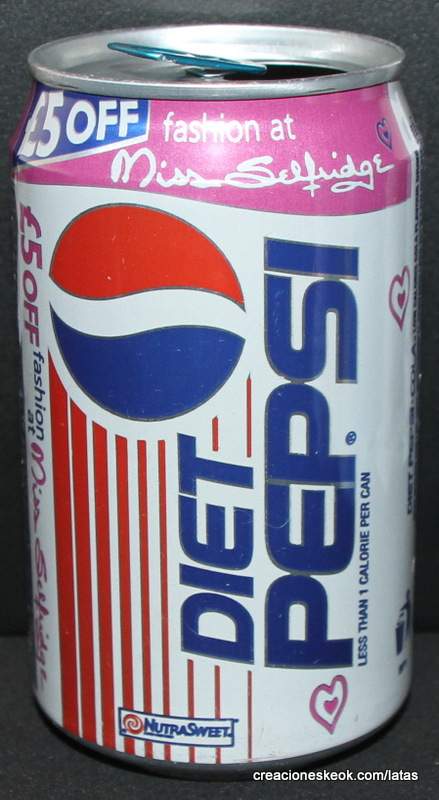 £5 OFF
fashion at
Miss Selfridge
£5 OFF fashion at Miss Selfridge
DIET
PEPSI®
LESS THAN 1 CALORIE PER CAN
NUTRASWEET
creacioneskeok.com/latas